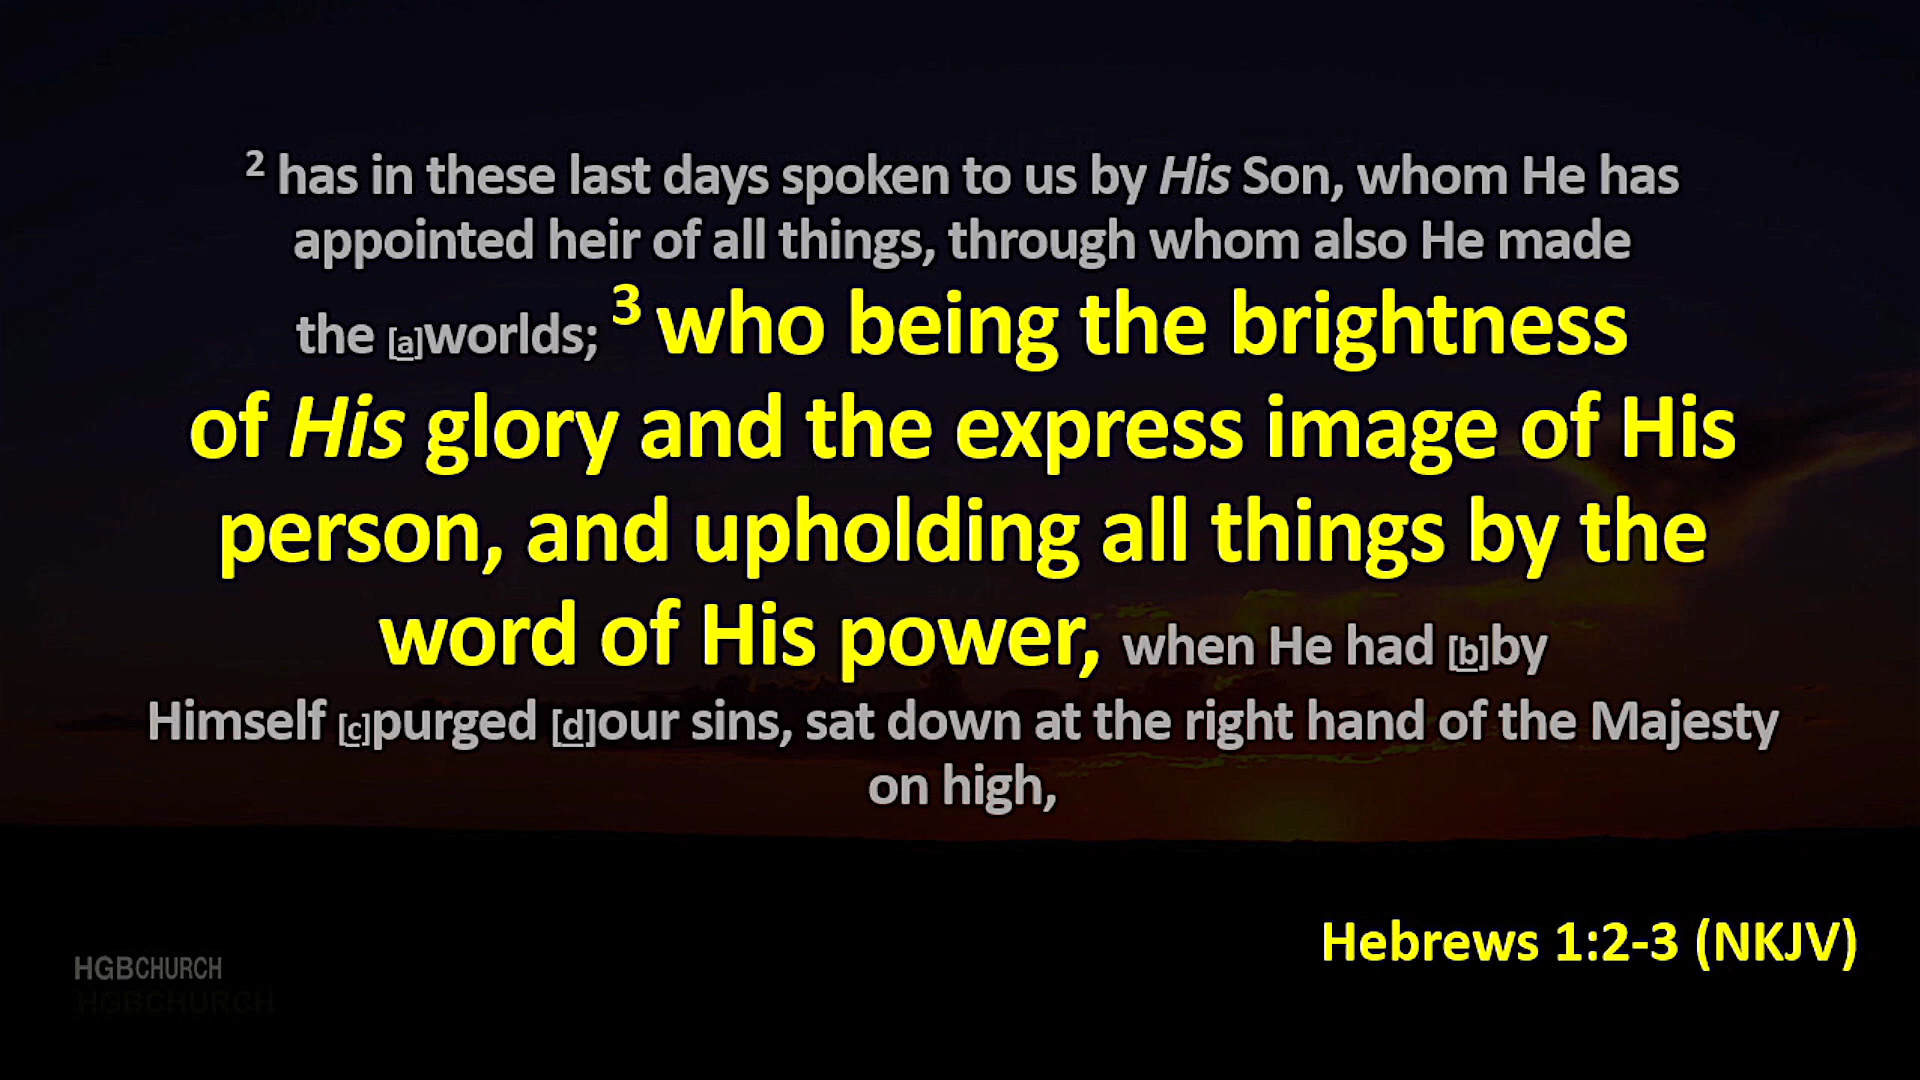 2 has in these last days spoken to us by His Son, whom He has
appointed heir of all things, through whom also He made
the [a]worlds; 3 who being the brightness
of His glory and the express image of His
person, and upholding all things by the
word of His power, when He had [b]by
Himself [c]purged [d]our sins, sat down at the right hand of the Majesty
on high,
Hebrews 1:2-3 (NKJV)
HGBCHURCH
HGBCHURCH